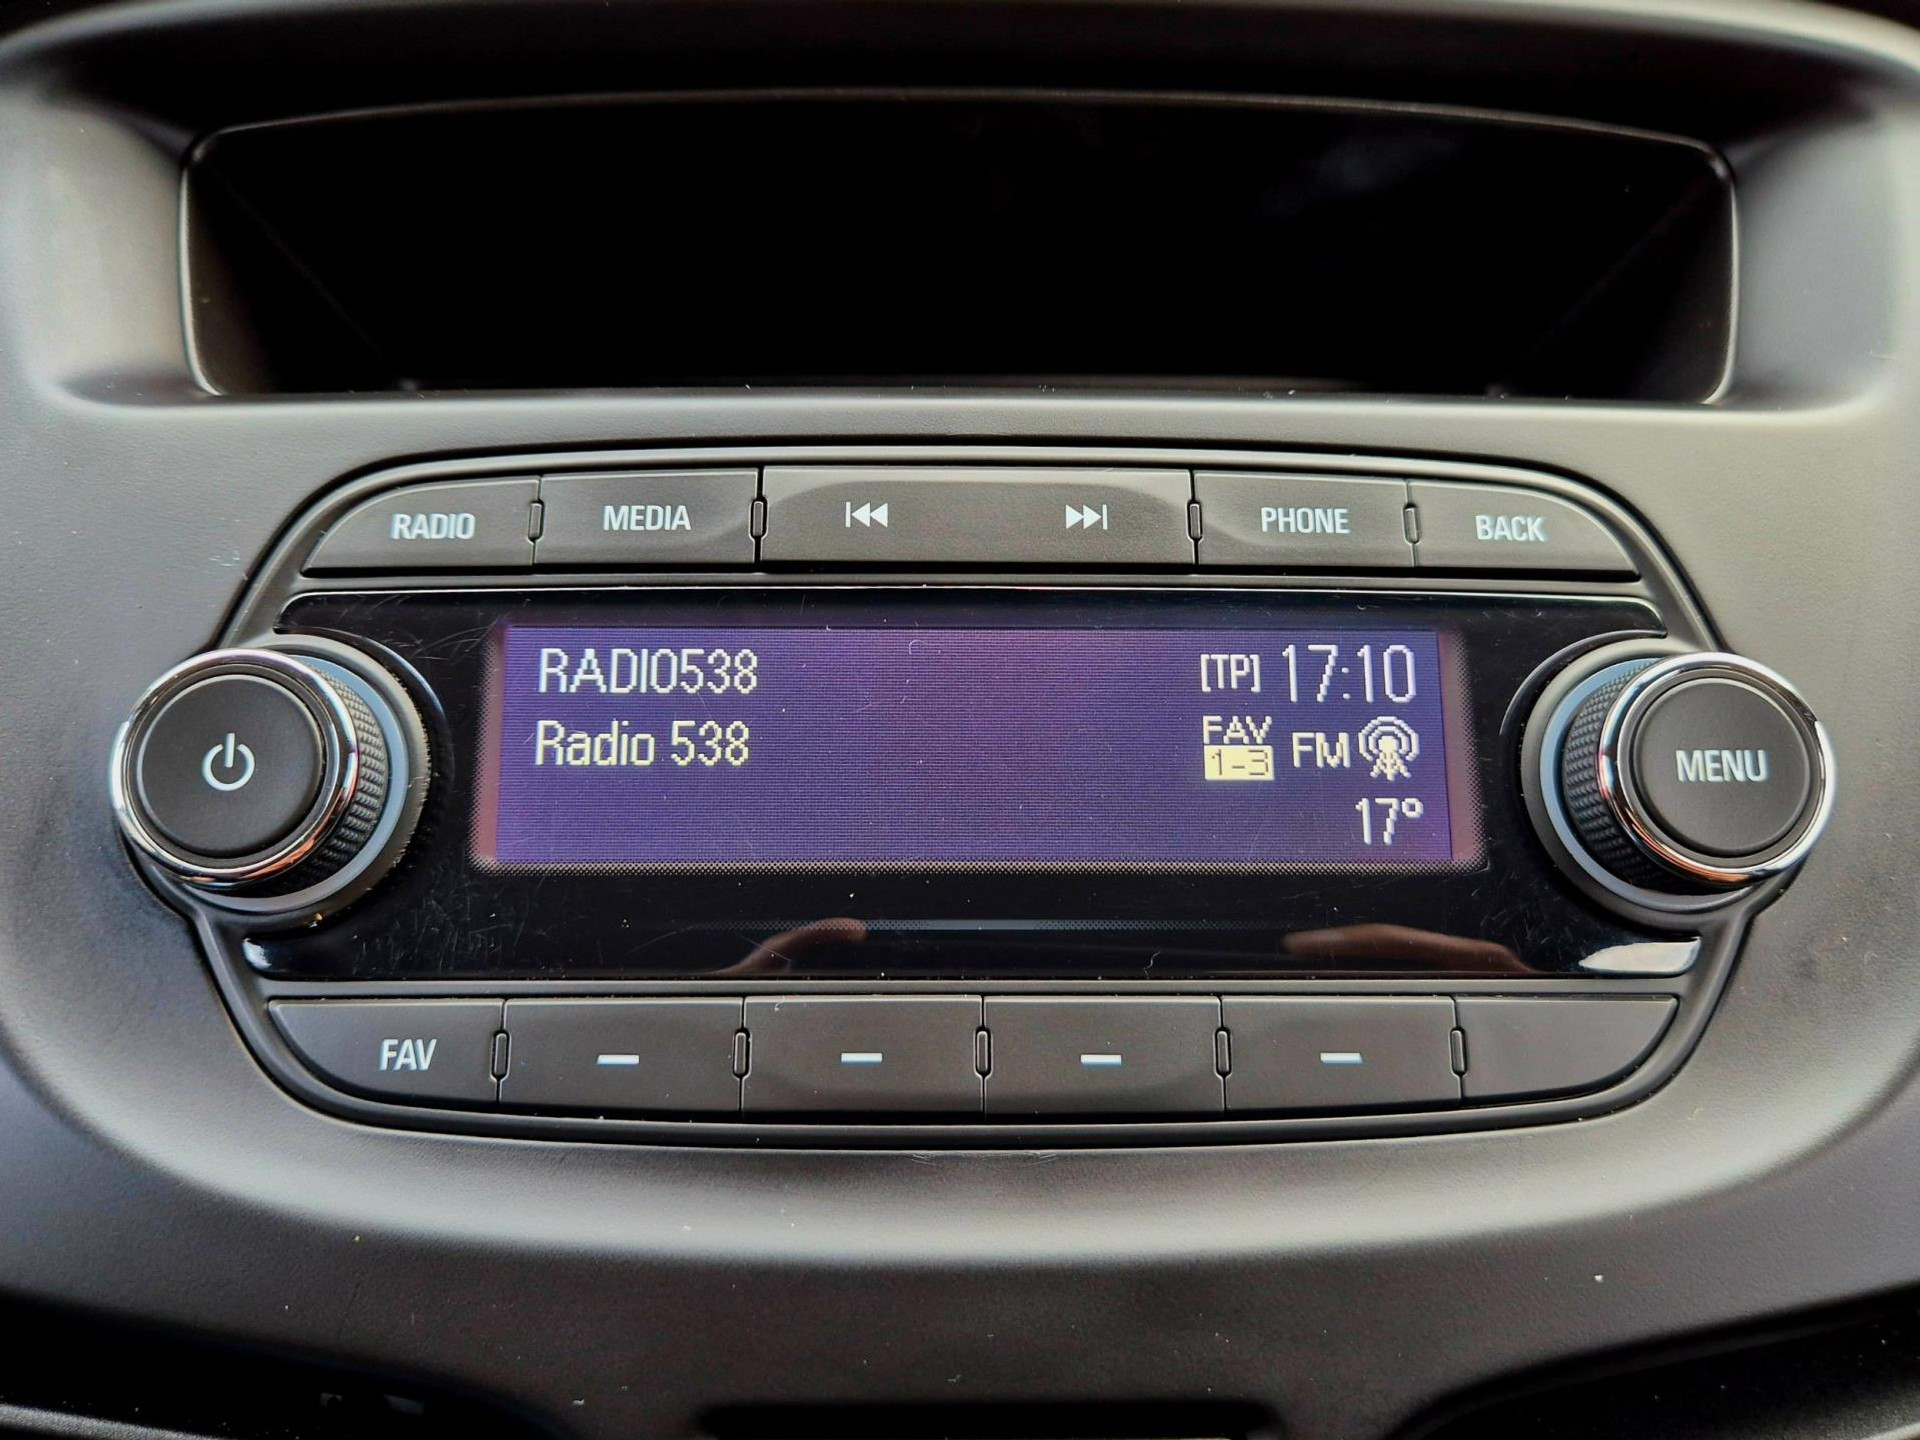 RADIO
MEDIA
PHONE
BACK
RADIO538
[TP] 17:10
Radio 538
FAV
1-3
FM
17°
MENU
FAV